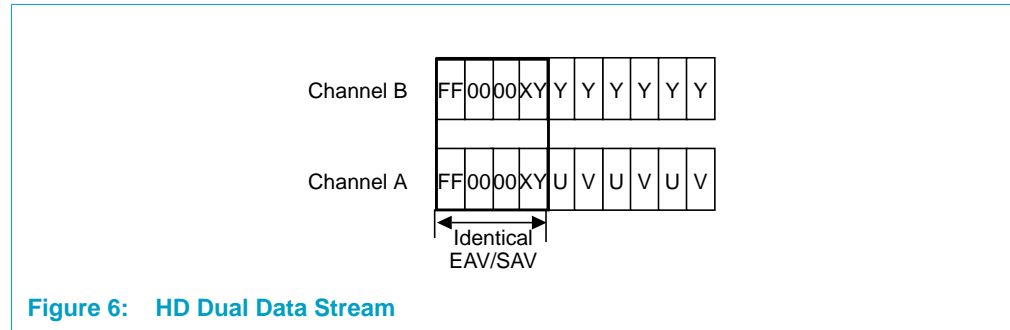 Channel B FF 00 00 XY Y Y Y Y Y Y
Channel A FF 00 00 XY U V U V U V
Identical
EAV/SAV
Figure 6: HD Dual Data Stream